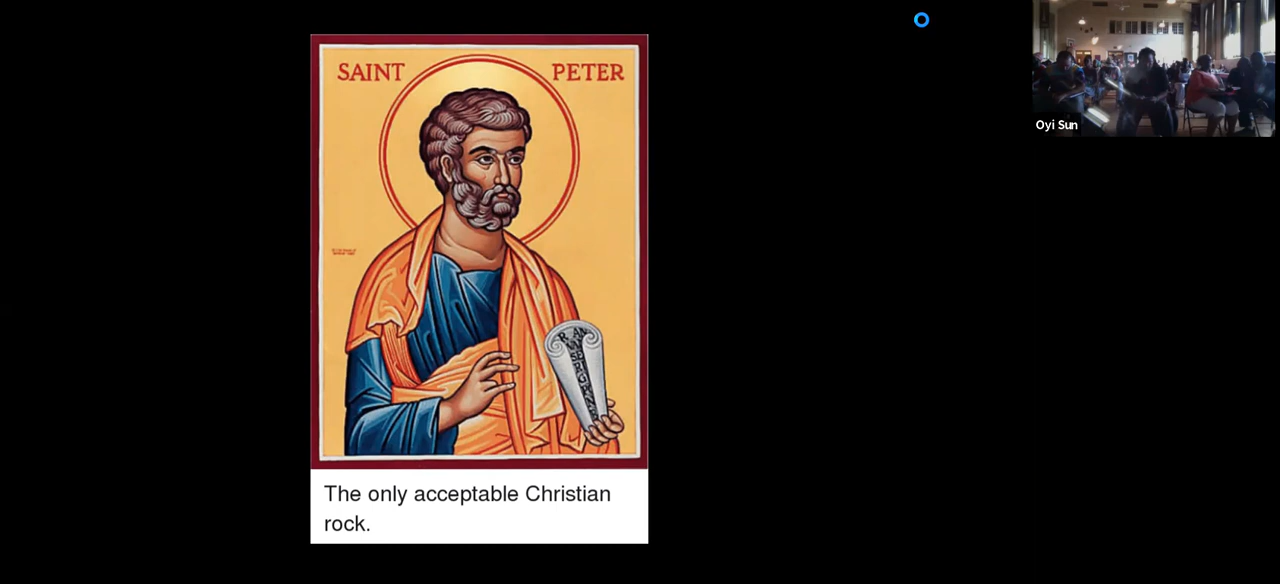 SAINT PETER
The only acceptable Christian
rock.
Oyi Sun